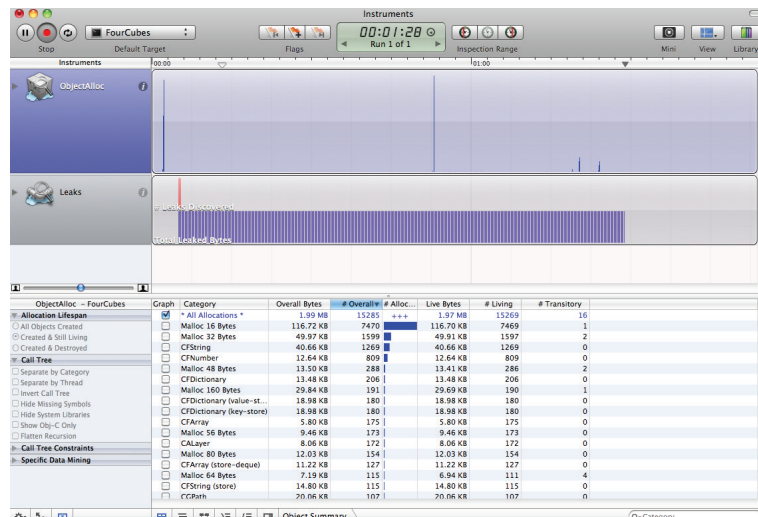 Instruments
FourCubes
00:01:28
Run 1 of 1
Stop
Default Target
Flags
Inspection Range
Mini
View
Library
Instruments
00:00
01:00
ObjectAlloc
Leaks
# Leaks Discovered
Total Leaked Bytes
ObjectAlloc - FourCubes
Allocation Lifespan
All Objects Created
Created & Still Living
Created & Destroyed
Call Tree
Separate by Category
Separate by Thread
Invert Call Tree
Hide Missing Symbols
Hide System Libraries
Show Obj-C Only
Flatten Recursion
Call Tree Constraints
Specific Data Mining
Graph Category Overall Bytes # Overall # Alloc... Live Bytes # Living # Transitory
* All Allocations * 1.99 MB 15285 +++ 1.97 MB 15269 16
Malloc 16 Bytes 116.72 KB 7470 116.70 KB 7469 1
Malloc 32 Bytes 49.97 KB 1599 49.91 KB 1597 2
CFString 40.66 KB 1269 40.66 KB 1269 0
CFNumber 12.64 KB 809 12.64 KB 809 0
Malloc 48 Bytes 13.50 KB 288 13.41 KB 286 2
CFDictionary 13.48 KB 206 13.48 KB 206 0
Malloc 160 Bytes 29.84 KB 191 29.69 KB 190 1
CFDictionary (value-st... 18.98 KB 180 18.98 KB 180 0
CFDictionary (key-store) 18.98 KB 180 18.98 KB 180 0
CFArray 5.80 KB 175 5.80 KB 175 0
Malloc 56 Bytes 9.46 KB 173 9.46 KB 173 0
CALayer 8.06 KB 172 8.06 KB 172 0
Malloc 80 Bytes 12.03 KB 154 12.03 KB 154 0
CFArray (store-deque) 11.22 KB 127 11.22 KB 127 0
Malloc 64 Bytes 7.19 KB 115 6.94 KB 111 4
CFString (store) 14.80 KB 115 14.80 KB 115 0
CGPath 20.06 KB 107 20.06 KB 107 0
Object Summary
Category